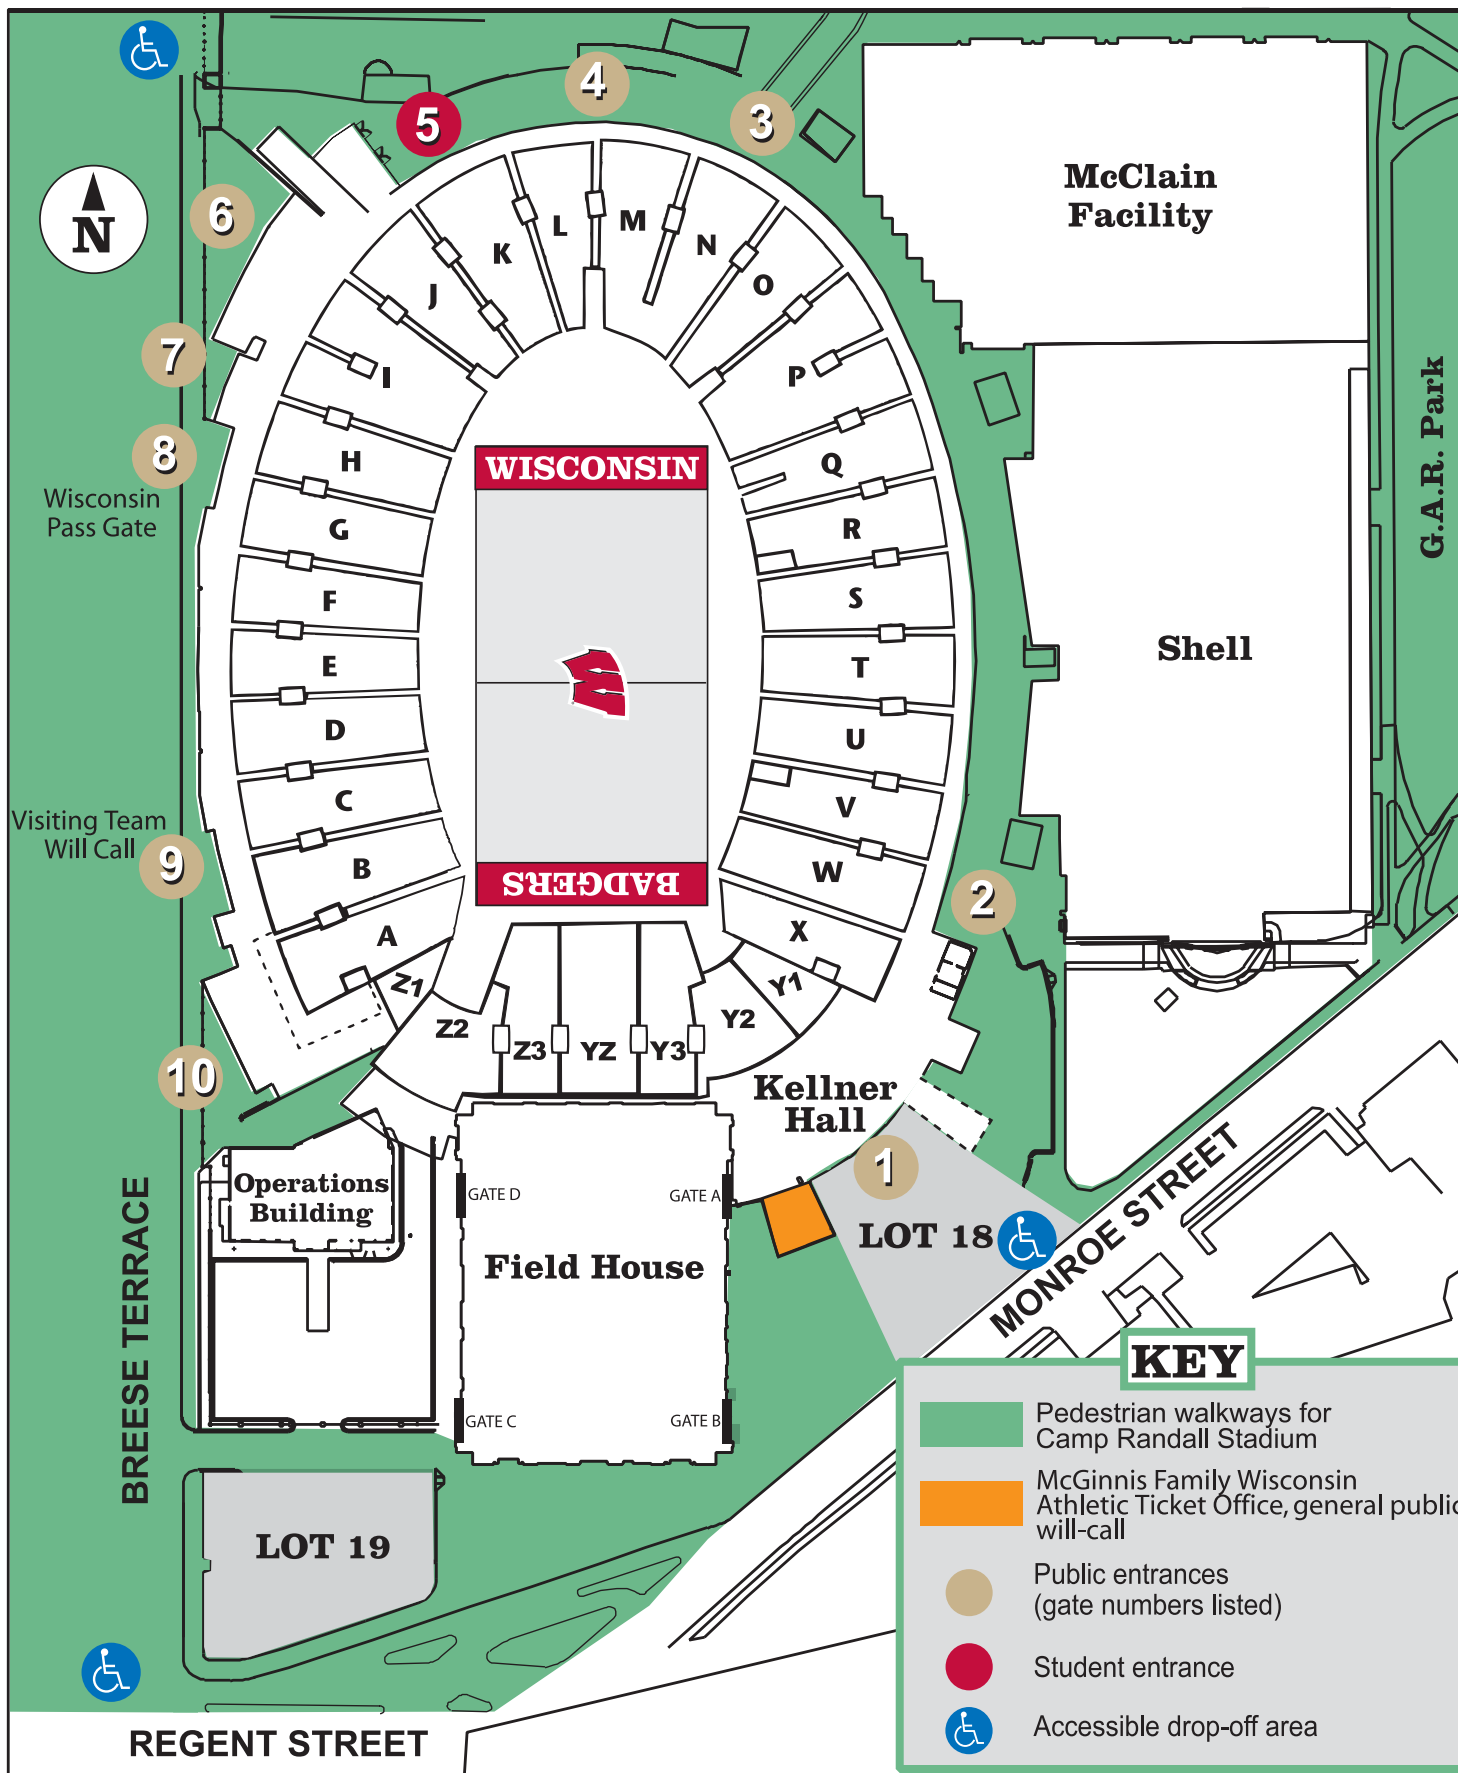 4
5
3
6
N
McClain
Facility
L
M
K
N
J
O
7
I
P
G.A.R. Park
8
H
Q
WISCONSIN
Wisconsin
Pass Gate
G
R
F
S
E
T
Shell
D
U
C
V
Visiting Team
Will Call
9
B
W
BADGERS
2
A
X
Z1
Y1
Z2
Y2
Z3
YZ
Y3
10
Kellner
Hall
1
Operations
Building
GATE D
GATE A
LOT 18
MONROE STREET
Field House
BREESE TERRACE
GATE C
GATE B
LOT 19
REGENT STREET
KEY
Pedestrian walkways for
Camp Randall Stadium
McGinnis Family Wisconsin
Athletic Ticket Office, general public
will-call
Public entrances
(gate numbers listed)
Student entrance
Accessible drop-off area